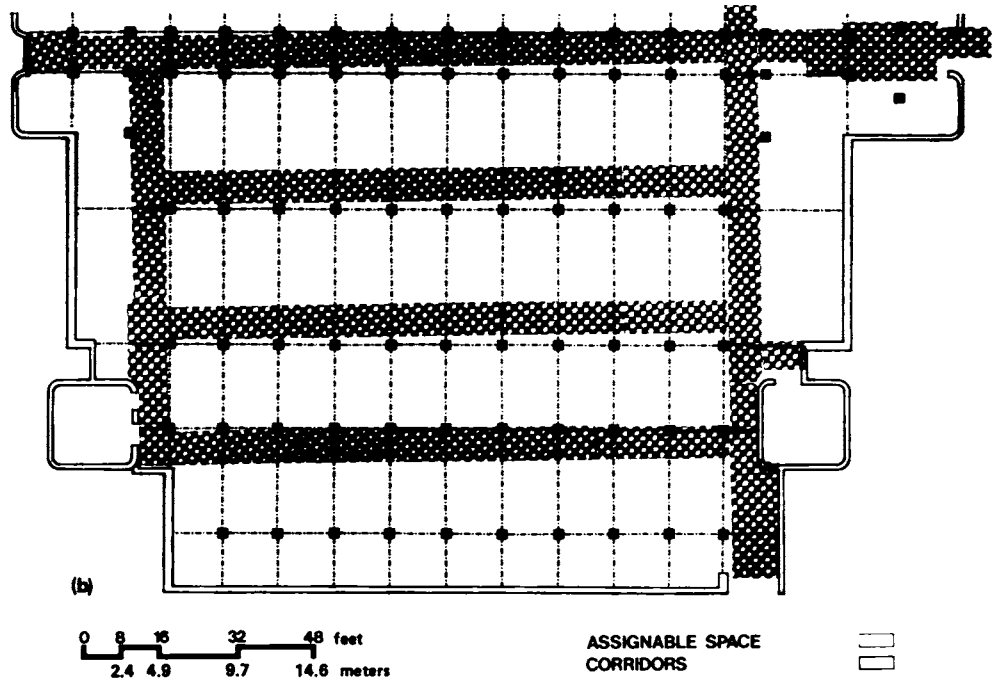 (b)
0 8 16 32 48 feet
2.4 4.9 9.7 14.6 meters
ASSIGNABLE SPACE
CORRIDORS